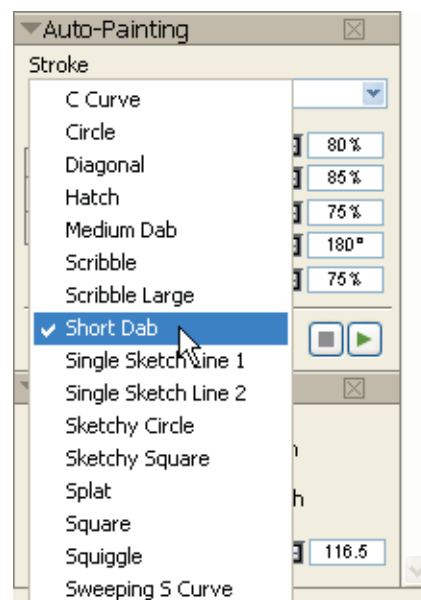 Auto-Painting
Stroke
C Curve
Circle
80%
Diagonal
85%
Hatch
75%
Medium Dab
180°
Scribble
75%
Scribble Large
Short Dab
Single Sketch Line 1
Single Sketch Line 2
Sketchy Circle
Sketchy Square
Splat
h
Square
Squiggle
116.5
Sweeping S Curve